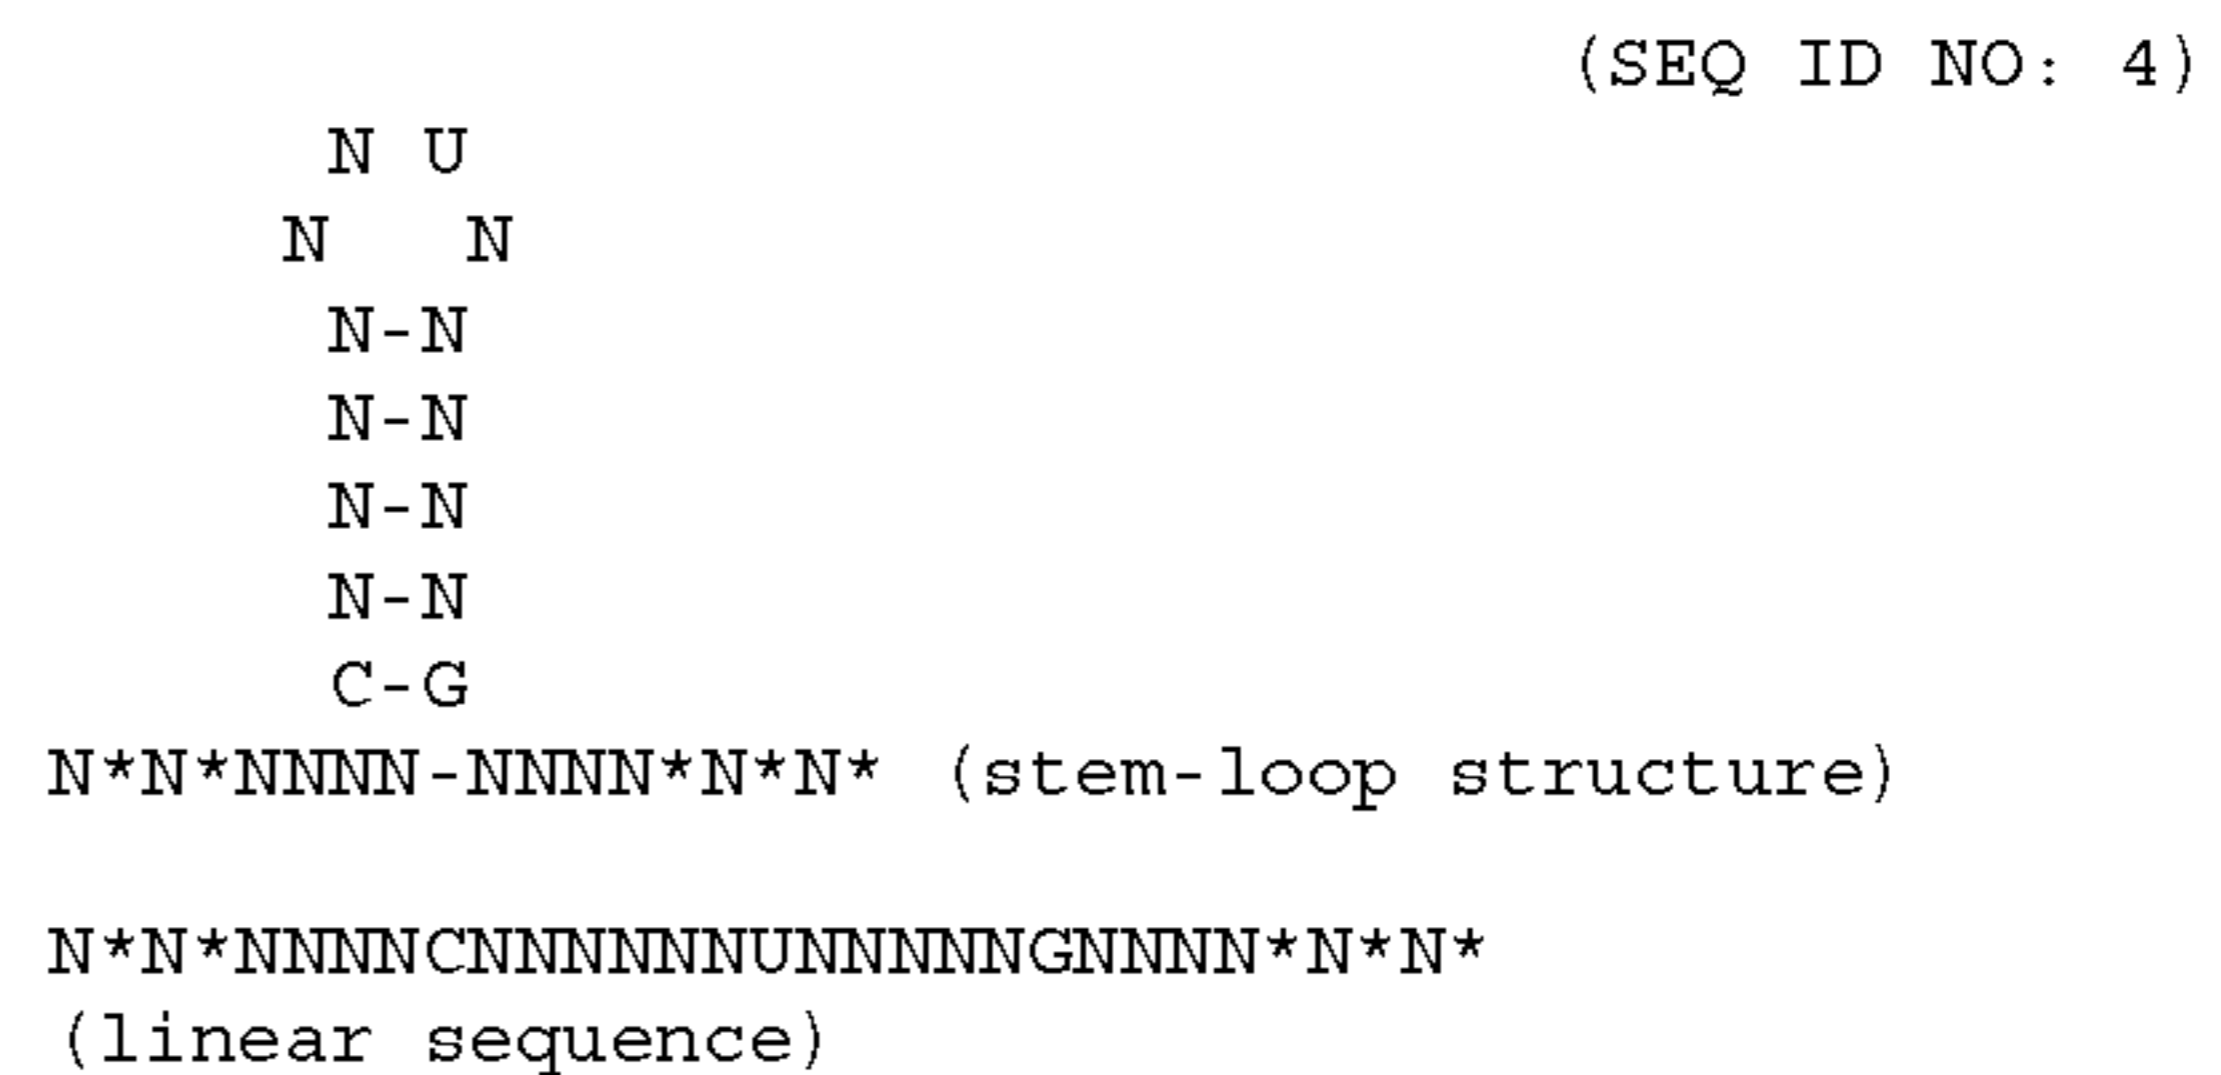 (SEQ ID NO: 4)
N U
N N
N-N
N-N
N-N
N-N
C-G
N*N*NNNN-NNNN*N*N* (stem-loop structure)
N*N*NNNNCNNNNNNUNNNNNGNNNN*N*N*
(linear sequence)